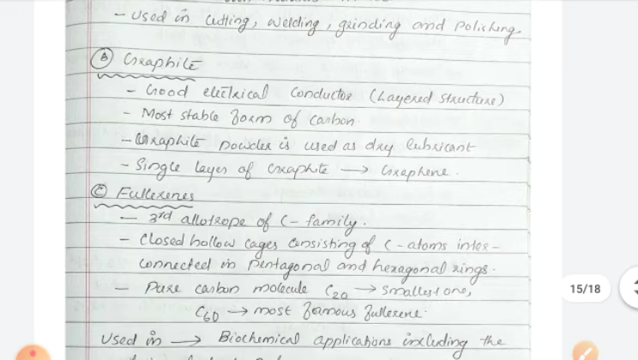 - Used in cutting, welding, grinding and polishing.
(B) Graphite
- Good electrical conductor (Layered structure)
- Most stable form of carbon.
- Graphite powder is used as dry lubricant
- Single layer of Graphite → Graphene.
(C) Fullerenes
- 3rd allotrope of C-family.
- Closed hollow cages consisting of C-atoms inter-
connected in pentagonal and hexagonal rings.
- Pure carbon molecule C20 → smallest one,
C60 → most famous fullerene.
15/18
Used in → Biochemical applications including the